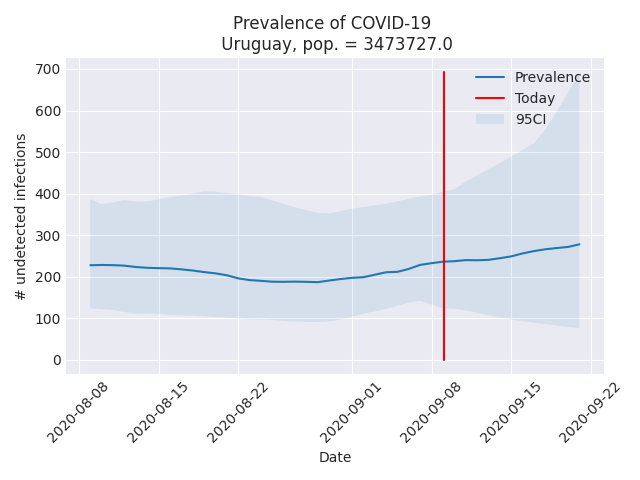 Prevalence of COVID-19
Uruguay, pop. = 3473727.0
700
600
500
400
300
200
100
0
# undetected infections
Prevalence
Today
95CI
2020-08-08
2020-08-15
2020-08-22
2020-09-01
2020-09-08
2020-09-15
2020-09-22
Date